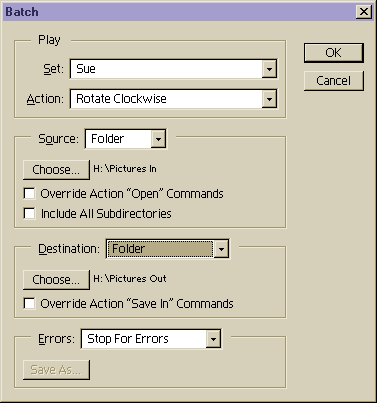 Batch
Play
OK
Set: Sue
Cancel
Action: Rotate Clockwise
Source: Folder
Choose... H:\Pictures In
Override Action “Open” Commands
Include All Subdirectories
Destination: Folder
Choose... H:\Pictures Out
Override Action “Save In” Commands
Errors: Stop For Errors
Save As...